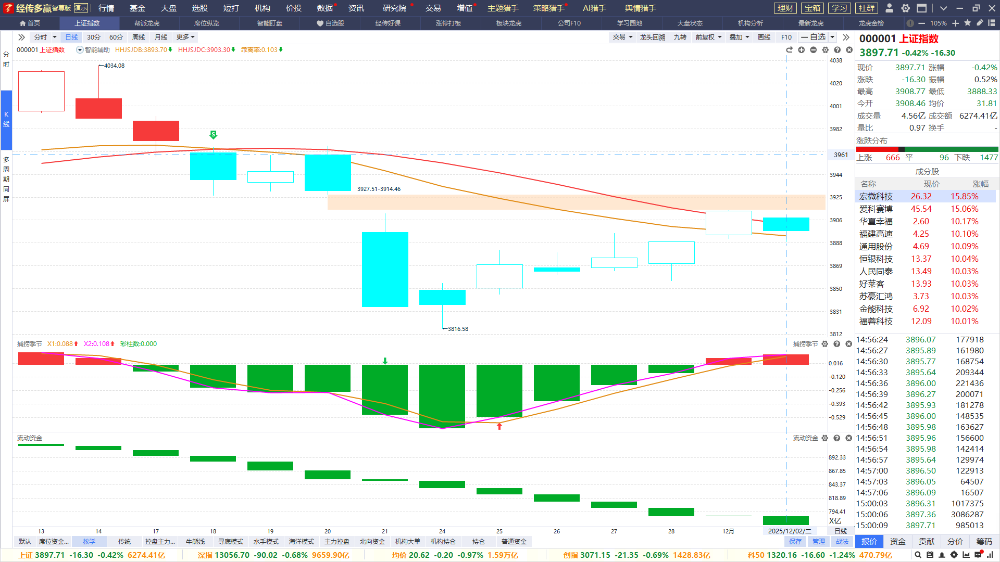 经传多赢 智尊版 演示 行情 基金 大盘 选股 短打 机构 价投 数据 资讯 研究院 交易 增值 主题猎手 策略猎手 AI猎手 舆情猎手 理财 宝箱 学习 社群
首页 上证指数 帮派龙虎 席位纵览 智能盯盘 自选股 经传好课 涨停打板 板块龙虎 公司F10 学习园地 大盘状态 机构分析 最新龙虎 龙虎金榜 105%
分时 日线 30分 60分 周线 月线 更多 交易 龙头回溯 九转 前复权 叠加 画线 F10 一 自选
000001 上证指数 智能辅助 HHJSJDB:3893.70 HHJSJDC:3903.30 乖离率:0.103
分时
K线
多周期同屏
4038
4034.08
4020
4001
3982
S
3961
3944
3927.51-3914.46
3925
3906
3888
3869
3850
3831
3816.58
3812
捕捞季节 X1:0.088 X2:0.108 彩柱数:0.000 捕捞季节
0.016
-0.120
-0.256
-0.393
-0.529
流动资金 流动资金
892.33
867.85
843.37
818.89
794.41
X亿
13 14 17 18 19 20 21 24 25 26 27 28 12月 2025/12/02/二 日线
默认 席位资金... 教学 传统 控盘主力... 牛能线 寻底模式 水手模式 海洋模式 主力控盘 北向资金 机构大单 机构持仓 持仓 普通资金 保存 管理 战法
000001 上证指数
3897.71 -0.42% -16.30
现价 3897.71 涨幅 -0.42%
涨跌 -16.30 振幅 0.52%
最高 3908.77 最低 3888.33
今开 3908.46 均价 31.81
成交量 4.56亿 成交额 6274.41亿
量比 0.97 换手 -
涨跌分布
上涨 666 平 96 下跌 1477
成分股
名称 现价 涨幅
宏微科技 26.32 15.85%
爱科赛博 45.54 15.06%
华夏幸福 2.60 10.17%
福建高速 4.25 10.10%
通用股份 4.69 10.09%
恒银科技 13.37 10.04%
人民同泰 13.49 10.03%
好莱客 13.93 10.03%
苏豪汇鸿 3.73 10.03%
金能科技 6.92 10.02%
福蓉科技 12.09 10.01%
14:56:24 3896.07 177918
14:56:27 3895.89 161980
14:56:30 3895.77 168754
14:56:33 3895.64 209344
14:56:36 3896.00 221436
14:56:39 3896.27 200071
14:56:42 3895.93 181278
14:56:45 3896.00 148535
14:56:48 3895.98 163627
14:56:51 3895.96 156600
14:56:54 3895.98 142414
14:56:57 3895.64 129974
14:57:00 3896.50 122913
14:57:03 3896.05 64507
14:57:06 3896.09 16507
15:00:03 3896.31 1017375
15:00:06 3897.36 3086287
15:00:09 3897.71 985013
报价 资金 贡献 分价 筹码
上证 3897.71 -16.30 -0.42% 6274.41亿 深指 13056.70 -90.02 -0.68% 9659.90亿 均价 20.62 -0.20 -0.97% 1.59万亿 创指 3071.15 -21.35 -0.69% 1428.83亿 科50 1320.16 -16.60 -1.24% 470.79亿